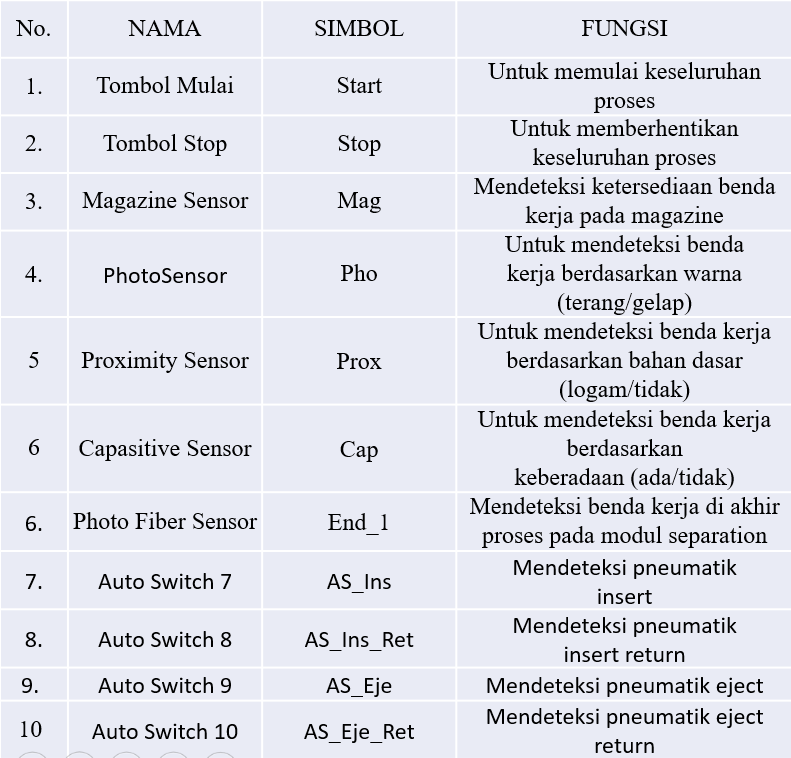 No. NAMA SIMBOL FUNGSI
1. Tombol Mulai Start Untuk memulai keseluruhan
proses
2. Tombol Stop Stop Untuk memberhentikan
keseluruhan proses
3. Magazine Sensor Mag Mendeteksi ketersediaan benda
kerja pada magazine
4. PhotoSensor Pho Untuk mendeteksi benda
kerja berdasarkan warna
(terang/gelap)
5 Proximity Sensor Prox Untuk mendeteksi benda kerja
berdasarkan bahan dasar
(logam/tidak)
6 Capasitive Sensor Cap Untuk mendeteksi benda kerja
berdasarkan
keberadaan (ada/tidak)
6. Photo Fiber Sensor End_1 Mendeteksi benda kerja di akhir
proses pada modul separation
7. Auto Switch 7 AS_Ins Mendeteksi pneumatik
insert
8. Auto Switch 8 AS_Ins_Ret Mendeteksi pneumatik
insert return
9. Auto Switch 9 AS_Eje Mendeteksi pneumatik eject
10 Auto Switch 10 AS_Eje_Ret Mendeteksi pneumatik eject
return